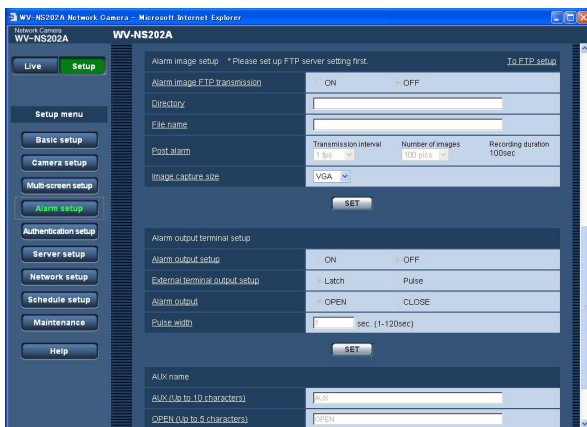 WV-NS202A Network Camera - Microsoft Internet Explorer
Network Camera
WV-NS202A
WV-NS202A
Live
Setup
Setup menu
Basic setup
Camera setup
Multi-screen setup
Alarm setup
Authentication setup
Server setup
Network setup
Schedule setup
Maintenance
Help
Alarm image setup * Please set up FTP server setting first. To FTP setup
Alarm image FTP transmission ON OFF
Directory
File name
Post alarm
Transmission interval Number of images Recording duration
1 fps 100 pics 100sec
Image capture size VGA
SET
Alarm output terminal setup
Alarm output setup ON OFF
External terminal output setup Latch Pulse
Alarm output OPEN CLOSE
Pulse width 1 sec. (1-120sec)
SET
AUX name
AUX (Up to 10 characters) AUX
OPEN (Up to 5 characters) OPEN